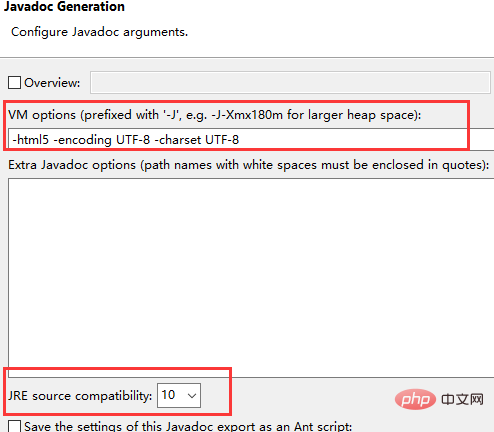 Javadoc Generation
Configure Javadoc arguments.
Overview:
VM options (prefixed with '-J', e.g. -J-Xmx180m for larger heap space):
-html5 -encoding UTF-8 -charset UTF-8
Extra Javadoc options (path names with white spaces must be enclosed in quotes):
JRE source compatibility: 10
php 中文网
Save the settings of this Javadoc export as an Ant script: